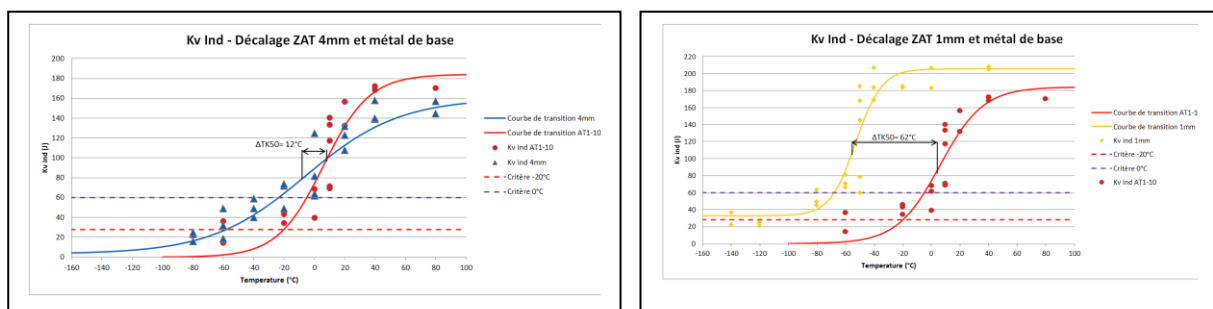 Kv Ind - Décalage ZAT 4mm et métal de base
Kv ind (J)
200
180
160
140
120
100
80
60
40
20
0
ΔTK50= 12°C
-160 -140 -120 -100 -80 -60 -40 -20 0 20 40 60 80 100
Temperature (°C)
Courbe de transition 4mm
Courbe de transition AT1-10
Kv ind AT1-10
Kv ind 4mm
Critère -20°C
Critère 0°C
Kv Ind - Décalage ZAT 1mm et métal de base
Kv ind (J)
220
200
180
160
140
120
100
80
60
40
20
0
ΔTK50= 62°C
-160 -140 -120 -100 -80 -60 -40 -20 0 20 40 60 80 100
Temperature (°C)
Courbe de transition AT1-1
Courbe de transition 1mm
Kv ind 1mm
Critère -20°C
Critère 0°C
Kv ind AT1-10